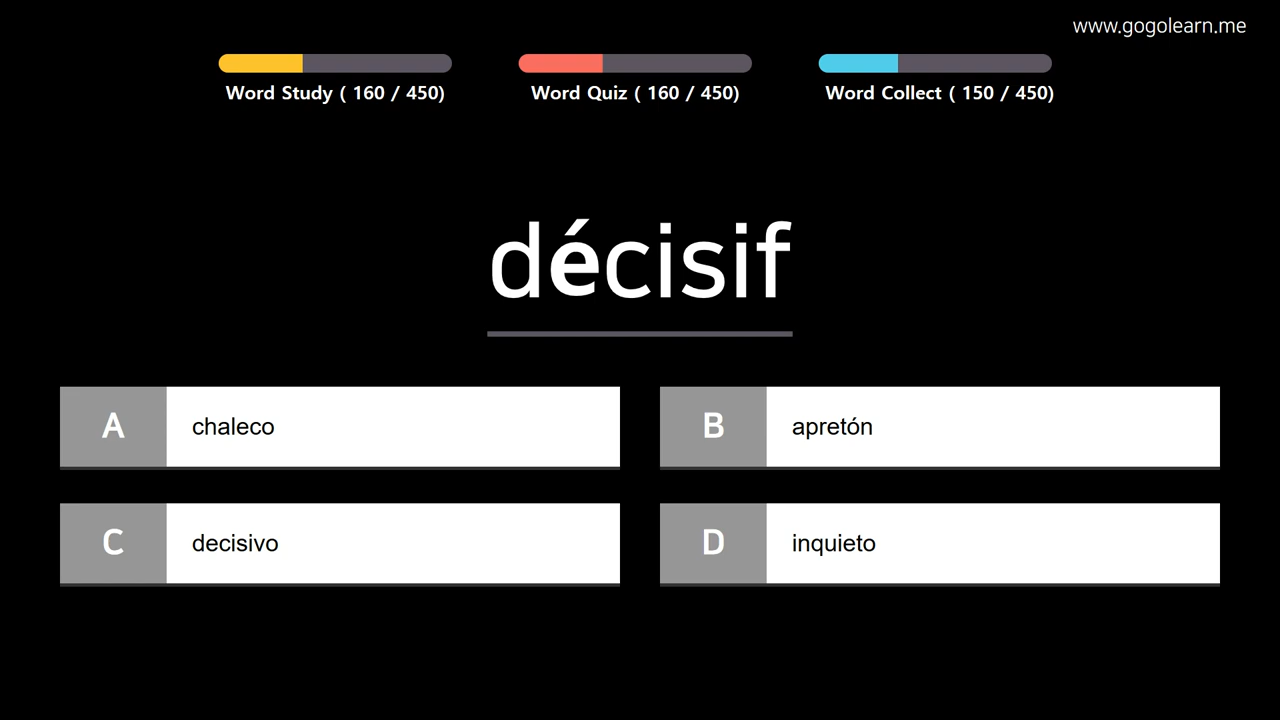 www.gogolearn.me
Word Study ( 160 / 450)
Word Quiz ( 160 / 450)
Word Collect ( 150 / 450)
décisif
A chaleco
B apretón
C decisivo
D inquieto